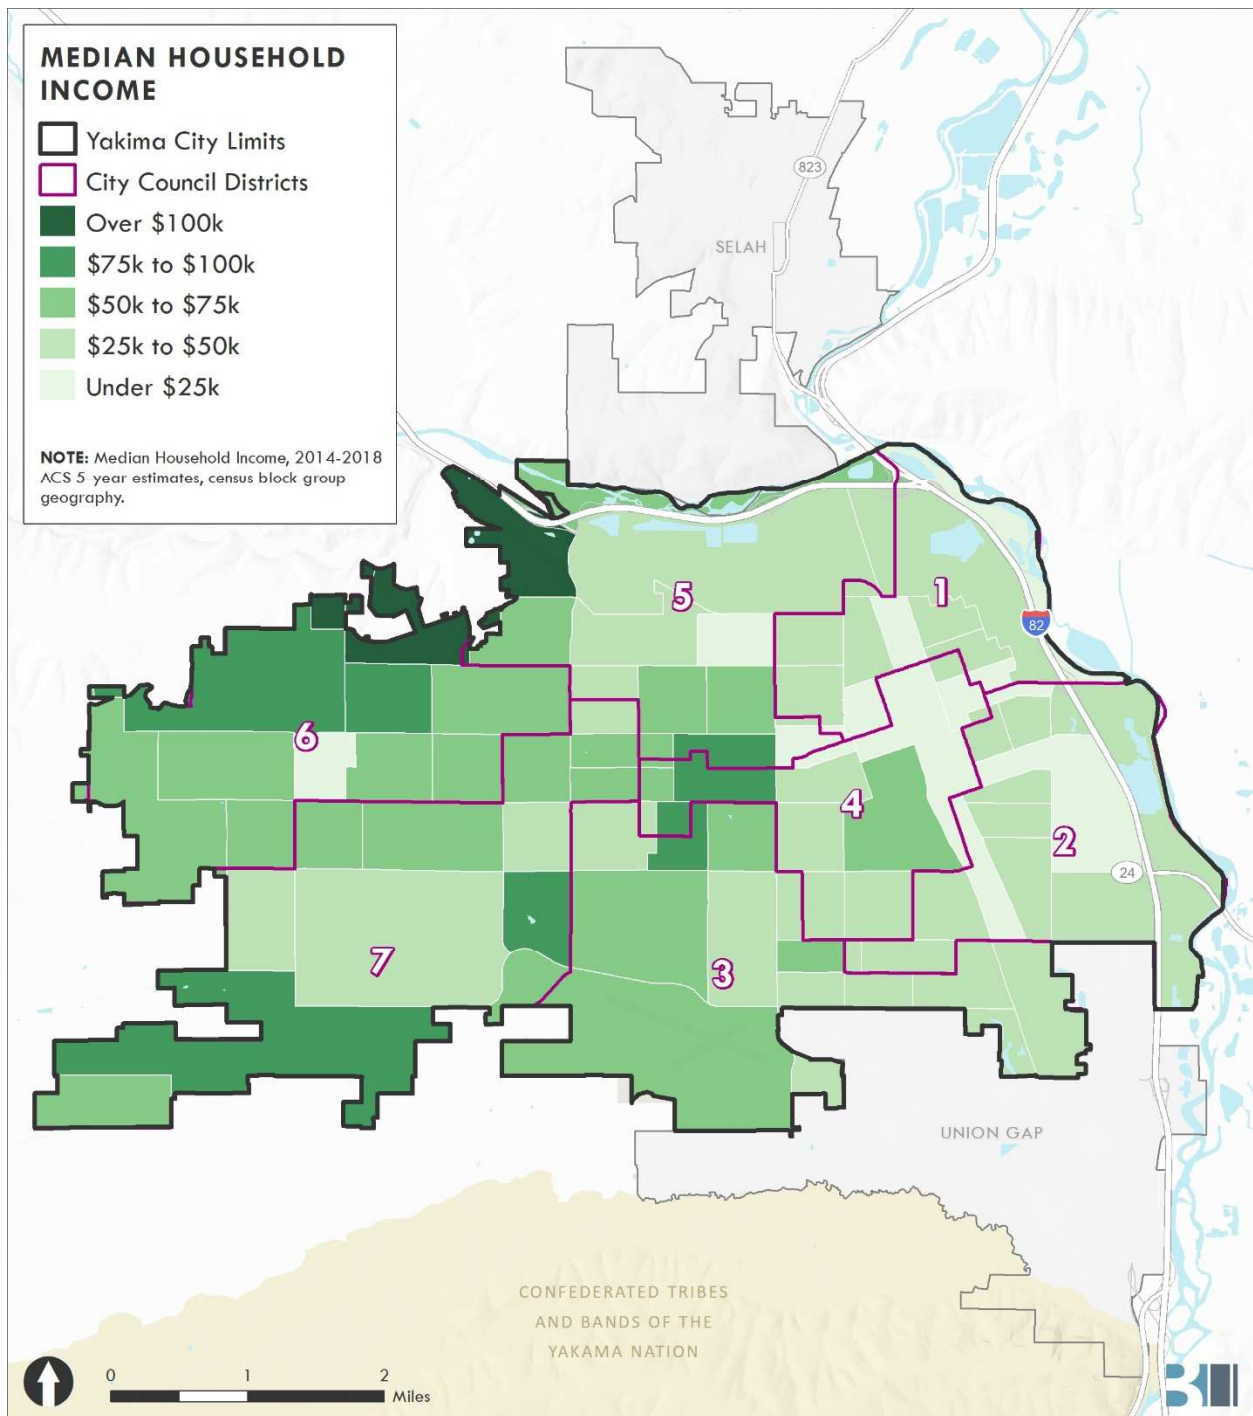 MEDIAN HOUSEHOLD
INCOME
Yakima City Limits
City Council Districts
Over $100k
$75k to $100k
$50k to $75k
$25k to $50k
Under $25k
NOTE: Median Household Income, 2014-2018
ACS 5 year estimates, census block group
geography.
823
SELAH
5
1
82
6
4
2
24
7
3
UNION GAP
CONFEDERATED TRIBES
AND BANDS OF THE
YAKAMA NATION
0 1 2
Miles